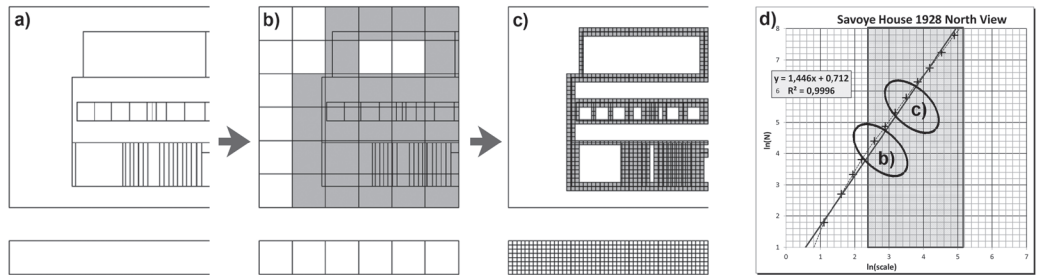 a)
b)
c)
d)
Savoye House 1928 North View
8
7
6
5
4
3
2
1
y = 1,446x + 0,712
R² = 0,9996
c)
b)
ln(N)
0 1 2 3 4 5 6 7
ln(scale)